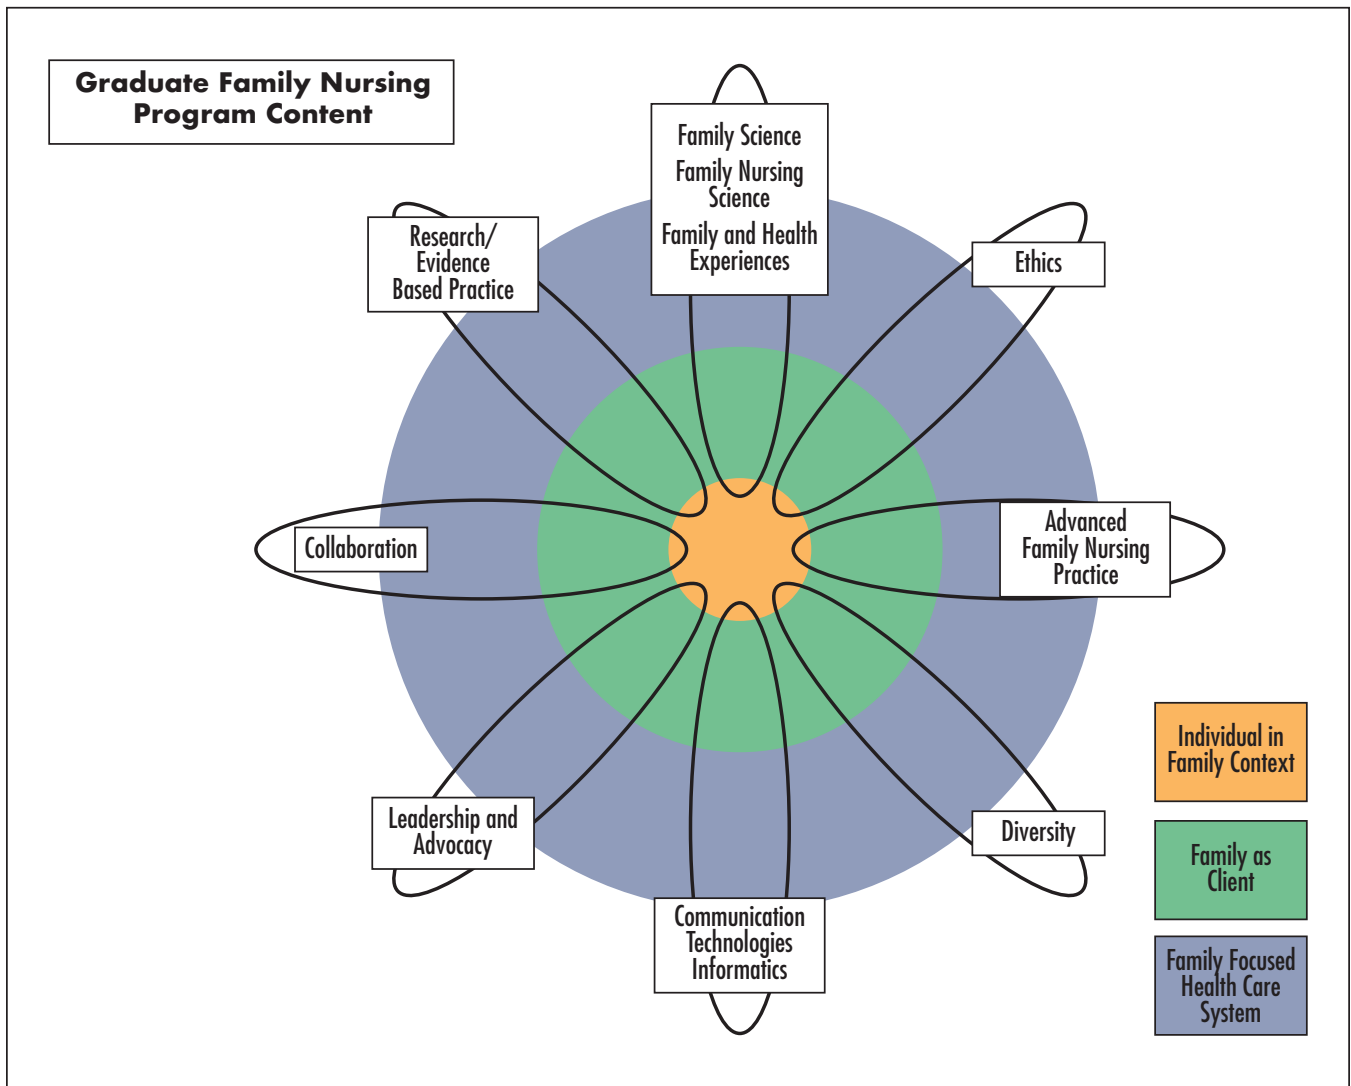 Graduate Family Nursing
Program Content
Family Science
Family Nursing
Science
Family and Health
Experiences
Research/
Evidence
Based Practice
Ethics
Collaboration
Advanced
Family Nursing
Practice
Leadership and
Advocacy
Diversity
Communication
Technologies
Informatics
Individual in
Family Context
Family as
Client
Family Focused
Health Care
System